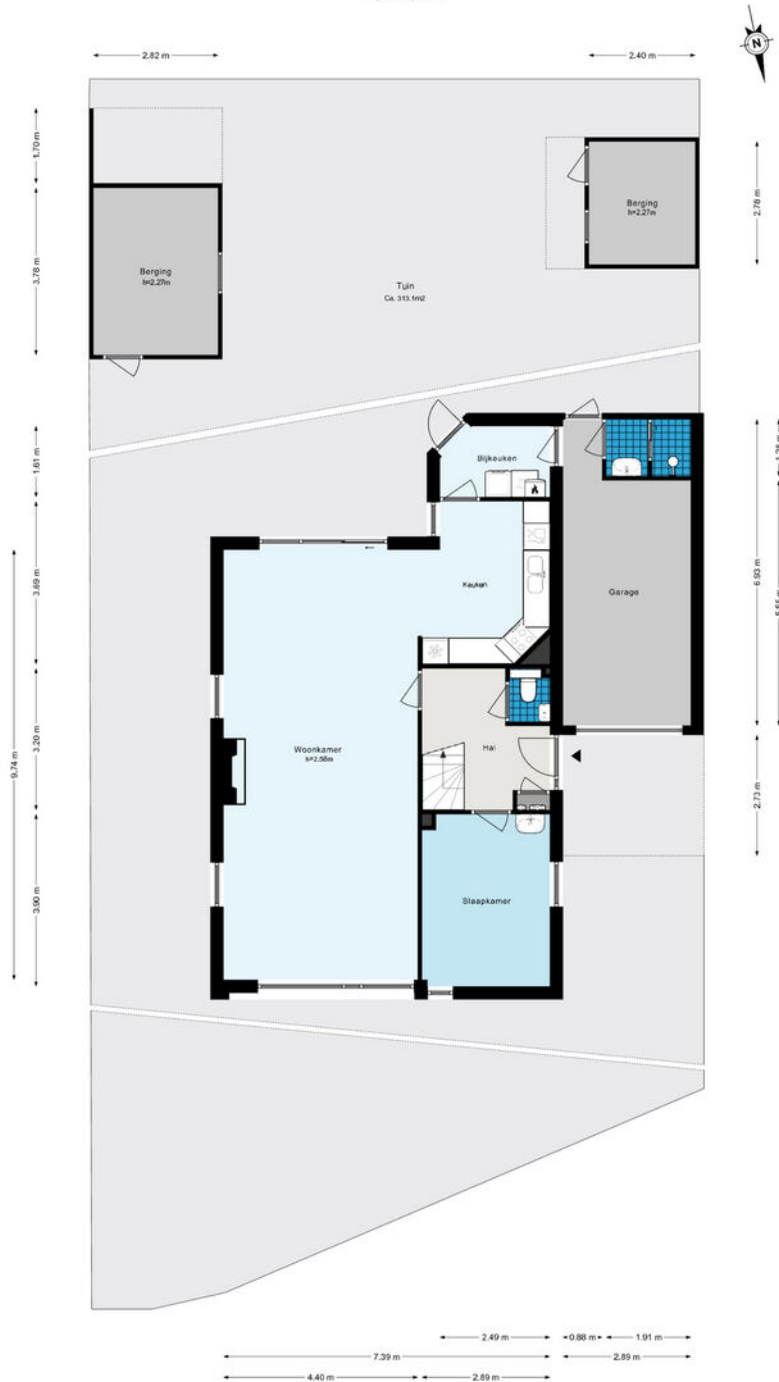 N
2.82 m
2.40 m
1.70 m
3.78 m
2.78 m
Berging
h=2.27m
Berging
h=2.27m
Tuin
Ca. 313.1m2
1.61 m
3.69 m
3.20 m
3.90 m
9.74 m
6.93 m
2.73 m
Bijkeuken
Keuken
Garage
Woonkamer
h=2.58m
Hal
Slaapkamer
2.49 m
0.88 m
1.91 m
7.39 m
2.89 m
4.40 m
2.89 m